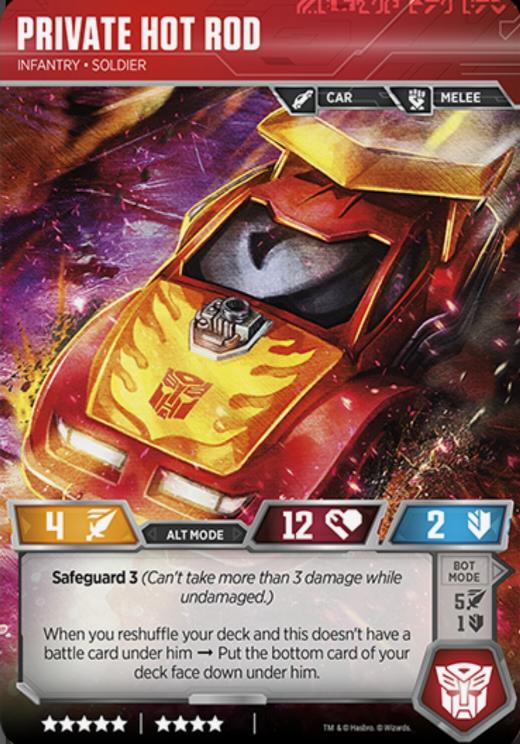 PRIVATE HOT ROD
INFANTRY • SOLDIER
CAR
MELEE
4
ALT MODE
12
2
Safeguard 3 (Can't take more than 3 damage while
undamaged.)
When you reshuffle your deck and this doesn't have a
battle card under him → Put the bottom card of your
deck face down under him.
BOT
MODE
5
1
★★★★★ | ★★★★ |
TM & © Hasbro. © Wizards.